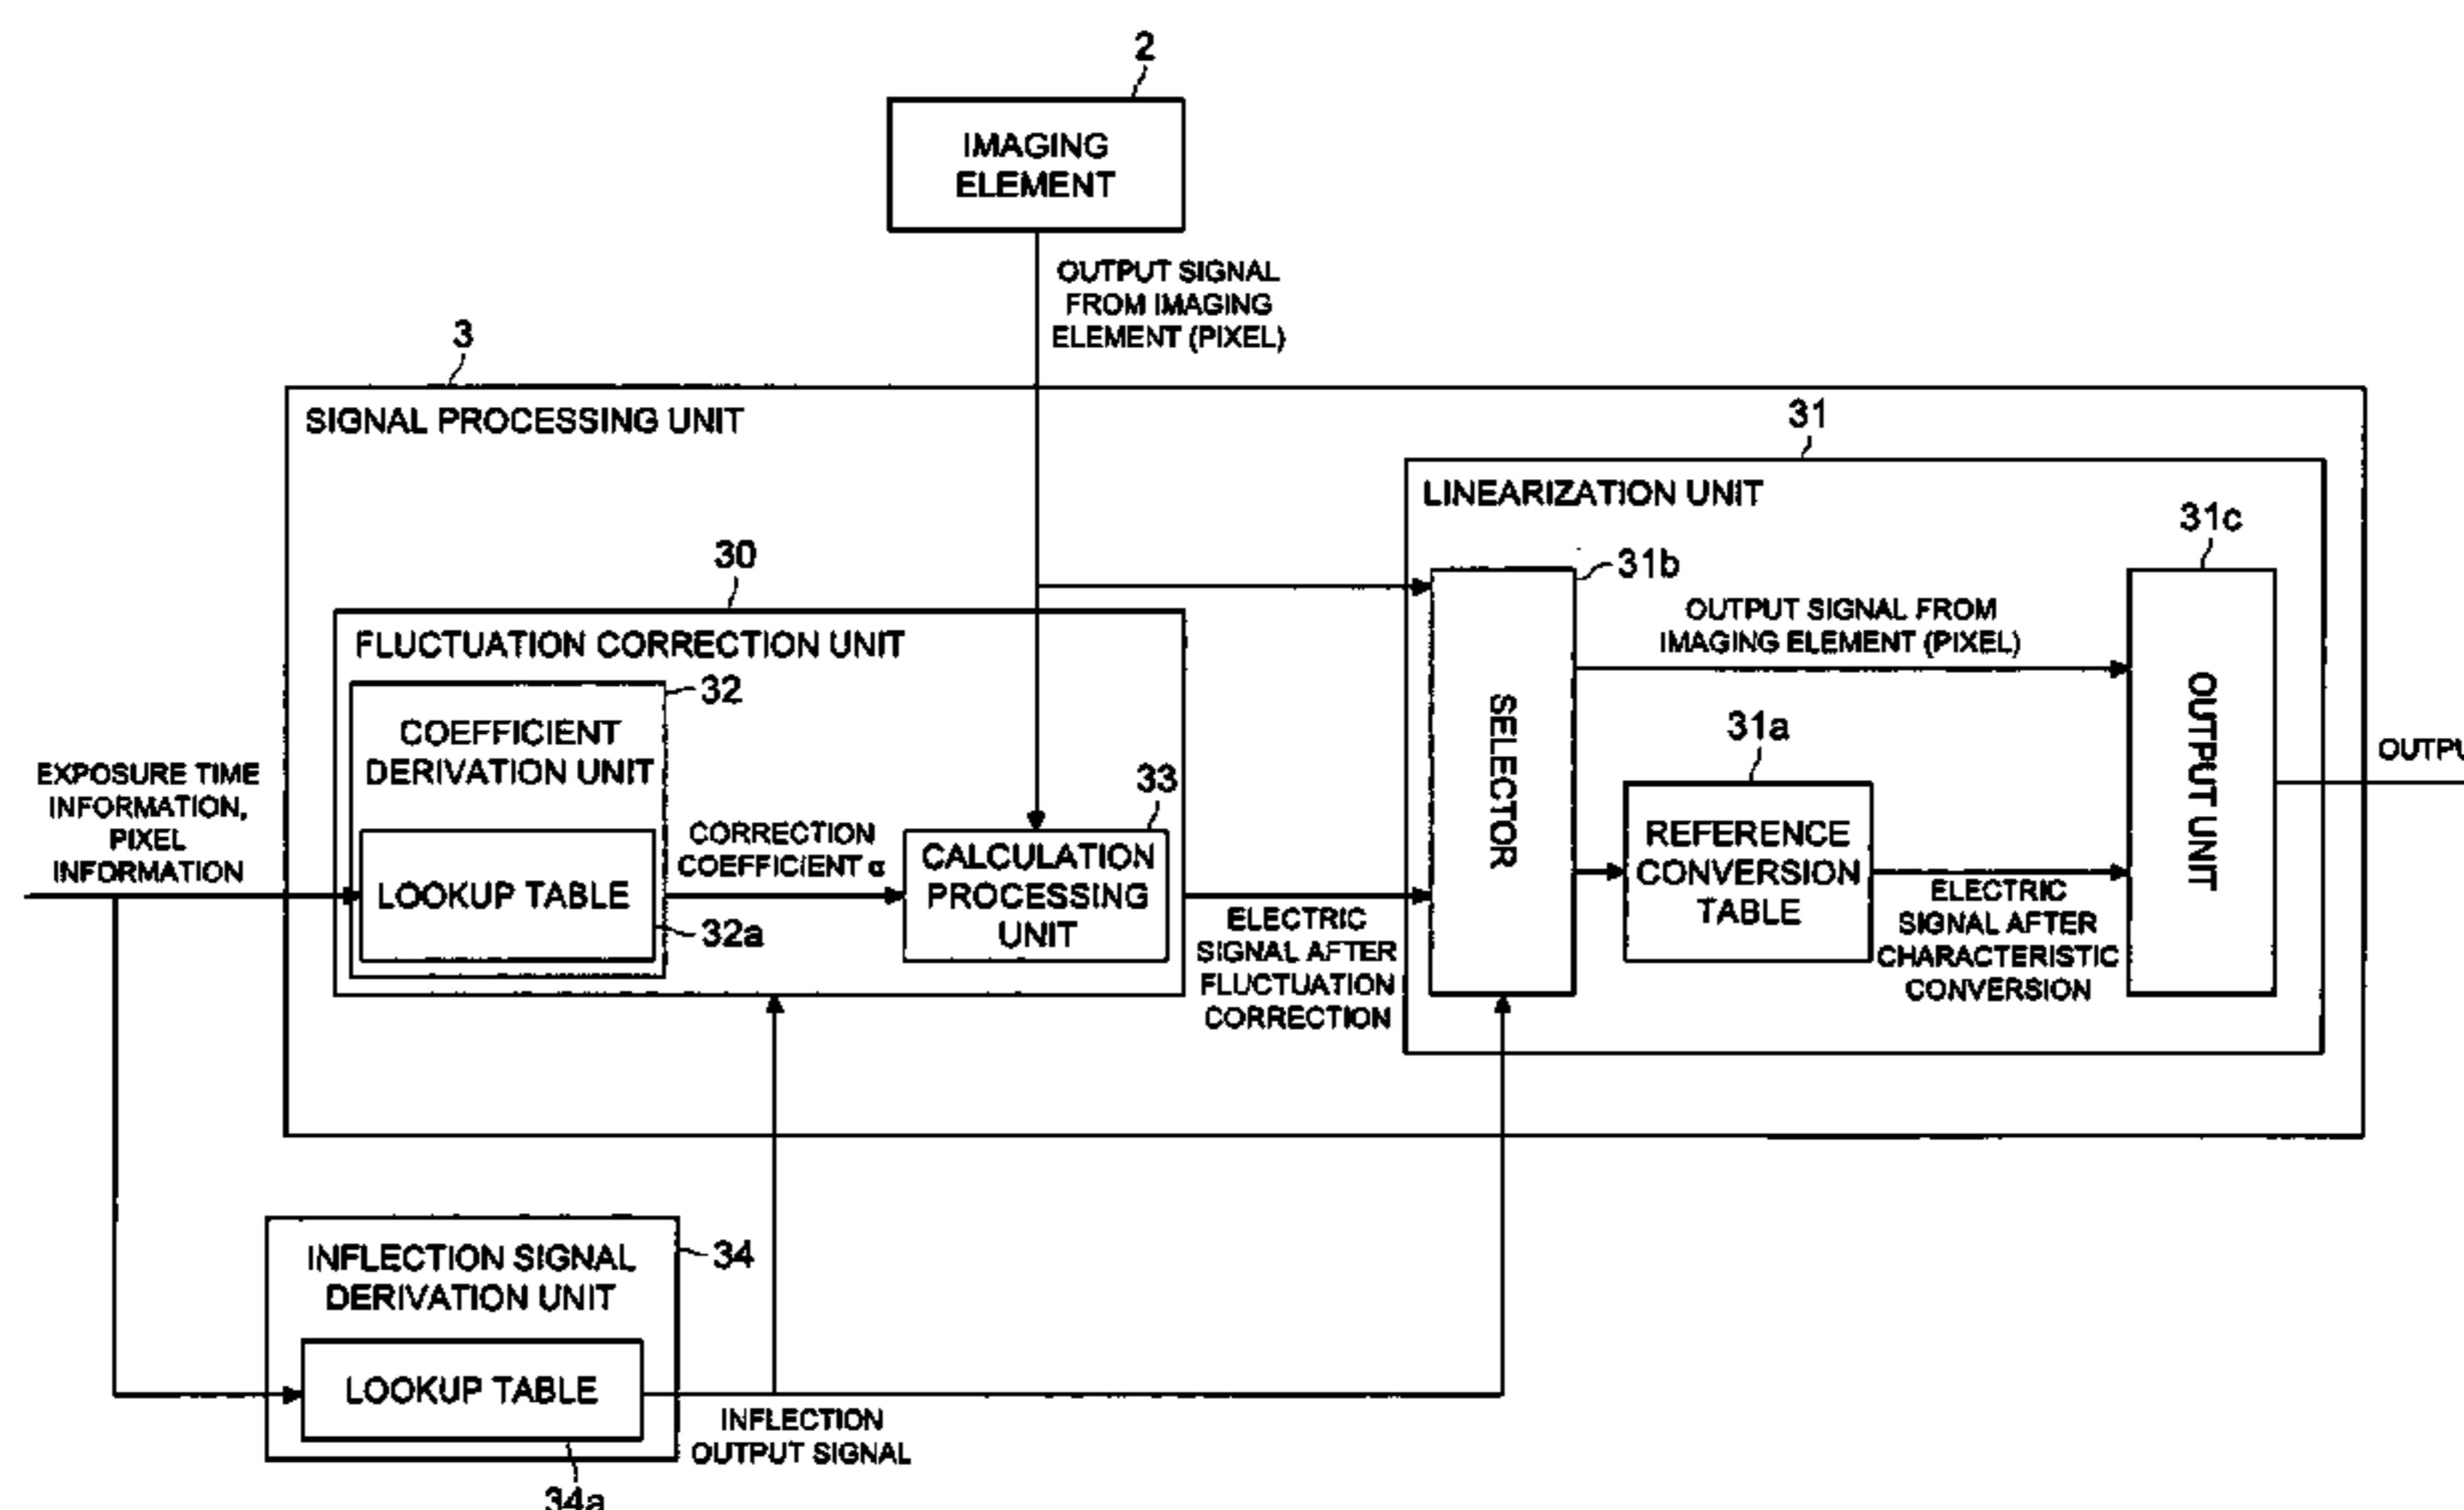 2
IMAGING
ELEMENT
OUTPUT SIGNAL
FROM IMAGING
ELEMENT (PIXEL)
3
SIGNAL PROCESSING UNIT
31
LINEARIZATION UNIT
31c
31b
30
FLUCTUATION CORRECTION UNIT
32
COEFFICIENT
DERIVATION UNIT
LOOKUP TABLE
32a
EXPOSURE TIME
INFORMATION,
PIXEL
INFORMATION
CORRECTION
COEFFICIENT α
33
CALCULATION
PROCESSING
UNIT
ELECTRIC
SIGNAL AFTER
FLUCTUATION
CORRECTION
SELECTOR
OUTPUT SIGNAL FROM
IMAGING ELEMENT (PIXEL)
31a
REFERENCE
CONVERSION
TABLE
ELECTRIC
SIGNAL AFTER
CHARACTERISTIC
CONVERSION
OUTPUT UNIT
OUTPU
34
INFLECTION SIGNAL
DERIVATION UNIT
LOOKUP TABLE
34a
INFLECTION
OUTPUT SIGNAL